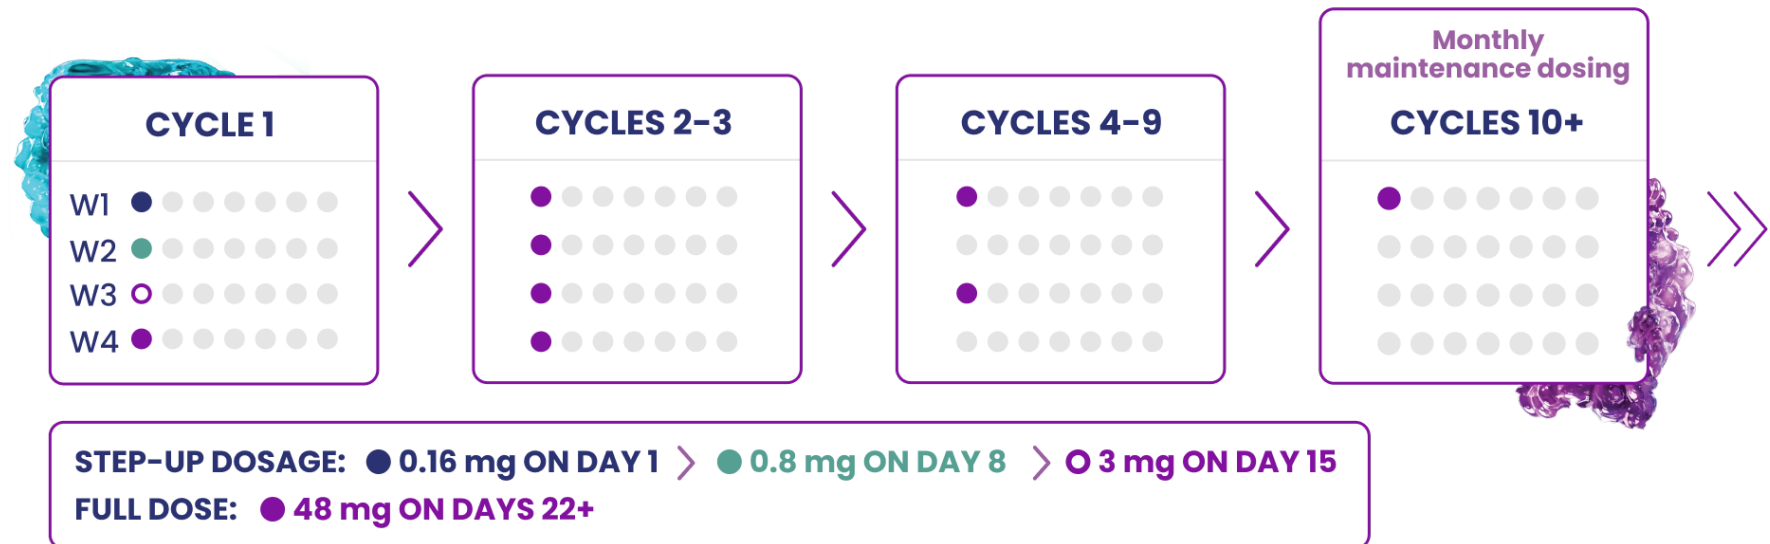 CYCLE 1
W1
W2
W3
W4
CYCLES 2–3
CYCLES 4–9
Monthly
maintenance dosing
CYCLES 10+
STEP-UP DOSAGE: 0.16 mg ON DAY 1 0.8 mg ON DAY 8 3 mg ON DAY 15
FULL DOSE: 48 mg ON DAYS 22+